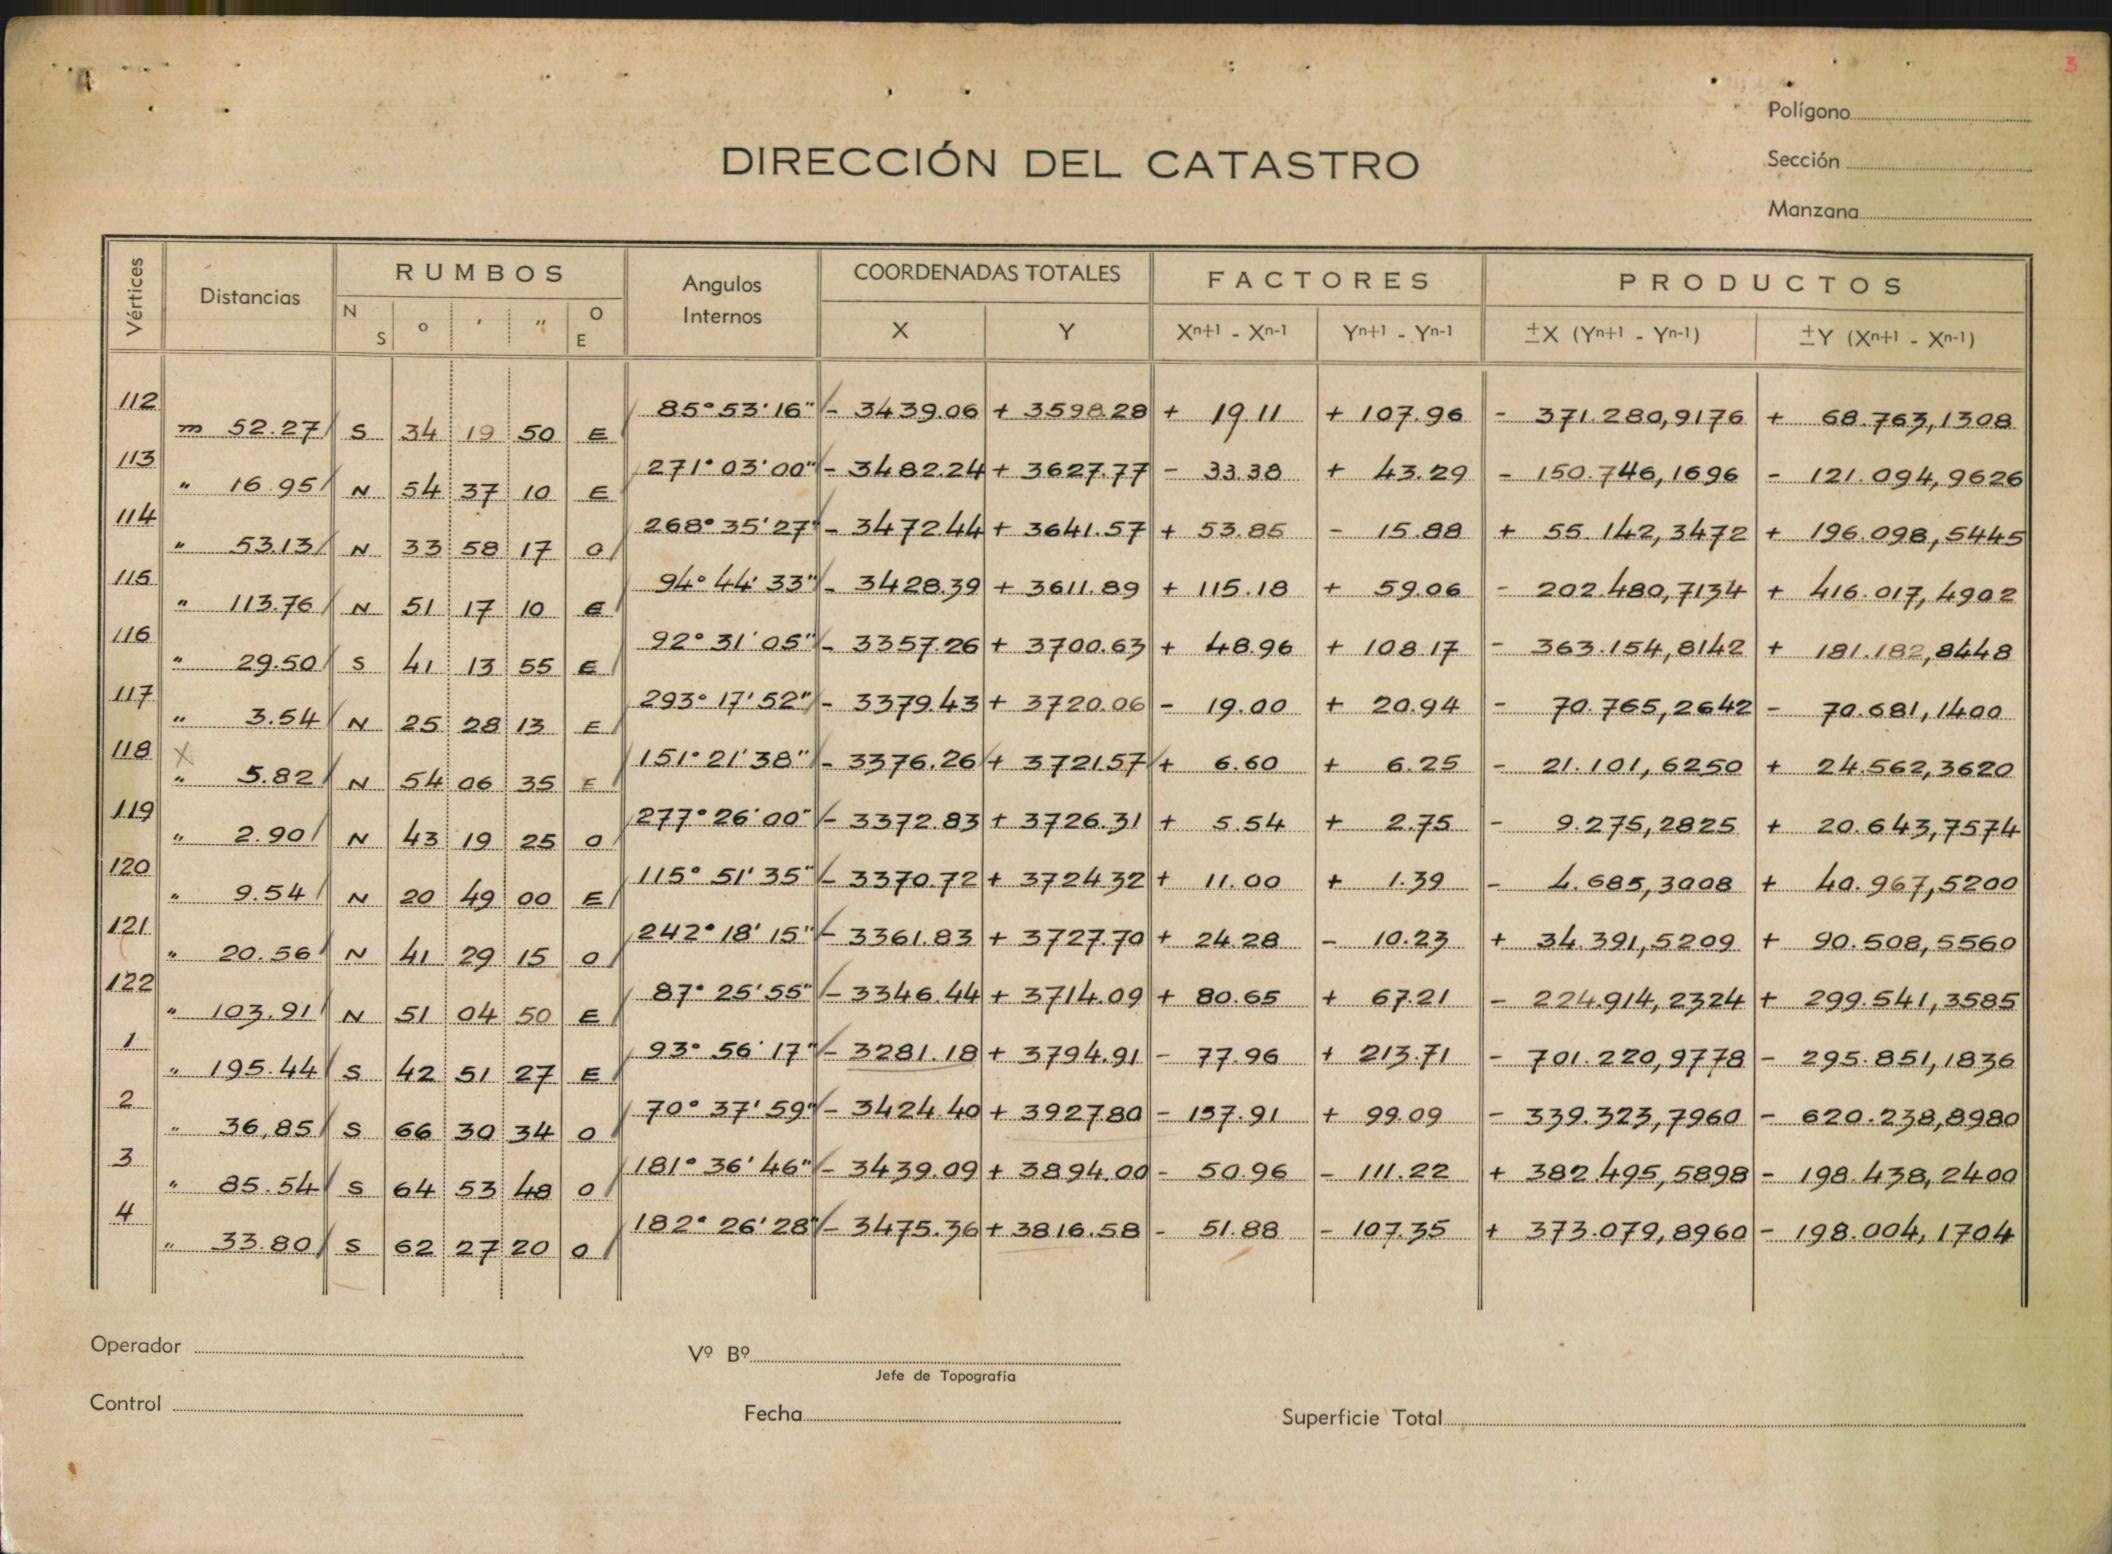 3
Polígono
Sección
Manzana
DIRECCIÓN DEL CATASTRO
Vértices Distancias RUMBOS Angulos Internos COORDENADAS TOTALES FACTORES PRODUCTOS
N S ° ' " O E X Y Xn+1 - Xn-1 Yn+1 - Yn-1 ±X (Yn+1 - Yn-1) ±Y (Xn+1 - Xn-1)
112 85° 53' 16" - 3439.06 + 3598.28 + 19.11 + 107.96 - 371.280,9176 + 68.763,1308
m 52.27 S 34 19 50 E
113 271° 03' 00" - 3482.24 + 3627.77 - 33.38 + 43.29 - 150.746,1696 - 121.094,9626
" 16.95 N 54 37 10 E
114 268° 35' 27" - 3472.44 + 3641.57 + 53.85 - 15.88 + 55.142,3472 + 196.098,5445
" 53.13 N 33 58 17 O
115 94° 44' 33" - 3428.39 + 3611.89 + 115.18 + 59.06 - 202.480,7134 + 416.017,4902
" 113.76 N 51 17 10 E
116 92° 31' 05" - 3357.26 + 3700.63 + 48.96 + 108.17 - 363.154,8142 + 181.182,8448
" 29.50 S 41 13 55 E
117 293° 17' 52" - 3379.43 + 3720.06 - 19.00 + 20.94 - 70.765,2642 - 70.681,1400
" 3.54 N 25 28 13 E
118 151° 21' 38" - 3376.26 + 3721.57 + 6.60 + 6.25 - 21.101,6250 + 24.562,3620
X " 5.82 N 54 06 35 E
119 277° 26' 00" - 3372.83 + 3726.31 + 5.54 + 2.75 - 9.275,2825 + 20.643,7574
" 2.90 N 43 19 25 O
120 115° 51' 35" - 3370.72 + 3724.32 + 11.00 + 1.39 - 4.685,3008 + 40.967,5200
" 9.54 N 20 49 00 E
121 242° 18' 15" - 3361.83 + 3727.70 + 24.28 - 10.23 + 34.391,5209 + 90.508,5560
" 20.56 N 41 29 15 O
122 87° 25' 55" - 3346.44 + 3714.09 + 80.65 + 67.21 - 224.914,2324 + 299.541,3585
" 103.91 N 51 04 50 E
1 93° 56' 17" - 3281.18 + 3794.91 - 77.96 + 213.71 - 701.220,9778 - 295.851,1836
" 195.44 S 42 51 27 E
2 70° 37' 59" - 3424.40 + 3927.80 - 157.91 + 99.09 - 339.323,7960 - 620.238,8980
" 36,85 S 66 30 34 O
3 181° 36' 46" - 3439.09 + 3894.00 - 50.96 - 111.22 + 382.495,5898 - 198.438,2400
" 85.54 S 64 53 48 O
4 182° 26' 28" - 3475.36 + 3816.58 - 51.88 - 107.35 + 373.079,8960 - 198.004,1704
" 33.80 S 62 27 20 O
Operador
Vº Bº
Jefe de Topografía
Control
Fecha
Superficie Total